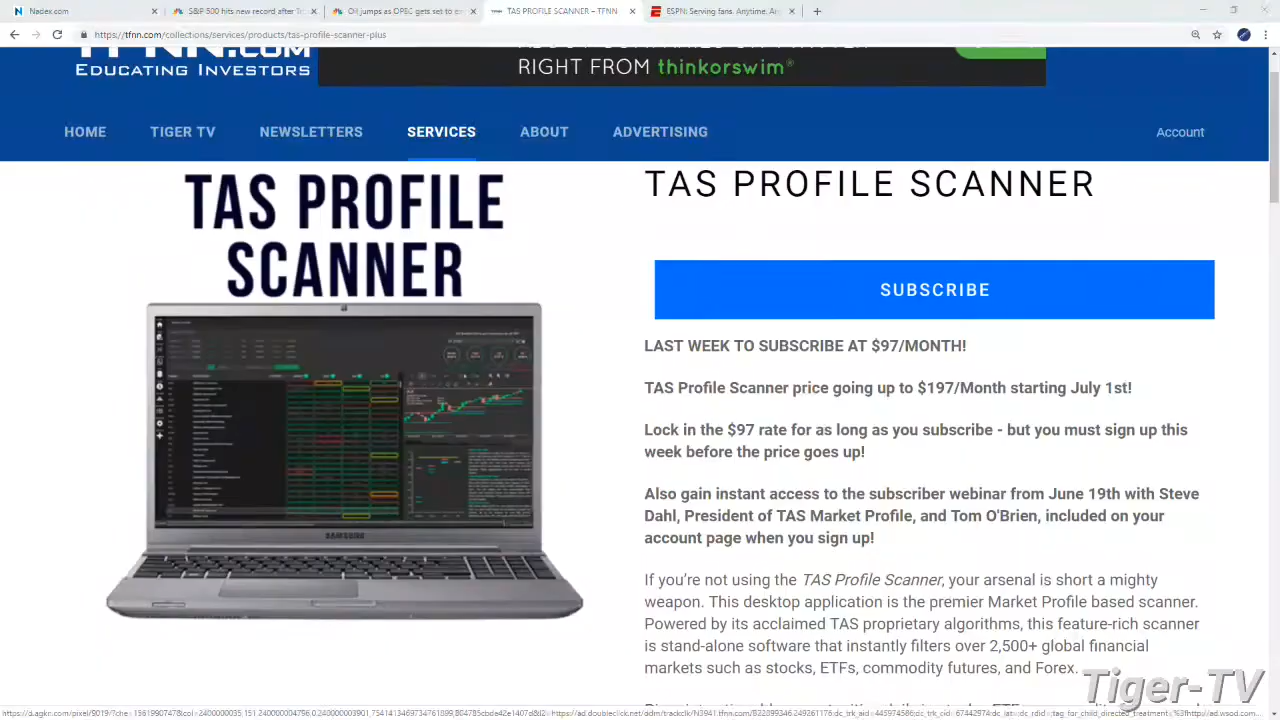 Nadex.com
S&P 500 hits new record after
Oil jumps as OPEC gets set to
TAS PROFILE SCANNER – TFNN
ESPN: Serving fans. Anytime.
https://tfnn.com/collections/services/products/tas-profile-scanner-plus
TFNN.COM
EDUCATING INVESTORS
RIGHT FROM thinkorswim®
HOME TIGER TV NEWSLETTERS SERVICES ABOUT ADVERTISING Account
TAS PROFILE
SCANNER
SAMSUNG
TAS PROFILE SCANNER
SUBSCRIBE
LAST WEEK TO SUBSCRIBE AT $97/MONTH!
TAS Profile Scanner price going up to $197/Month starting July 1st!
Lock in the $97 rate for as long as you subscribe - but you must sign up this
week before the price goes up!
Also gain instant access to the subscriber webinar from June 19th with Steve
Dahl, President of TAS Market Profile, and Tom O'Brien, included on your
account page when you sign up!
If you're not using the TAS Profile Scanner, your arsenal is short a mighty
weapon. This desktop application is the premier Market Profile based scanner.
Powered by its acclaimed TAS proprietary algorithms, this feature-rich scanner
is stand-alone software that instantly filters over 2,500+ global financial
markets such as stocks, ETFs, commodity futures, and Forex.
Tiger-TV